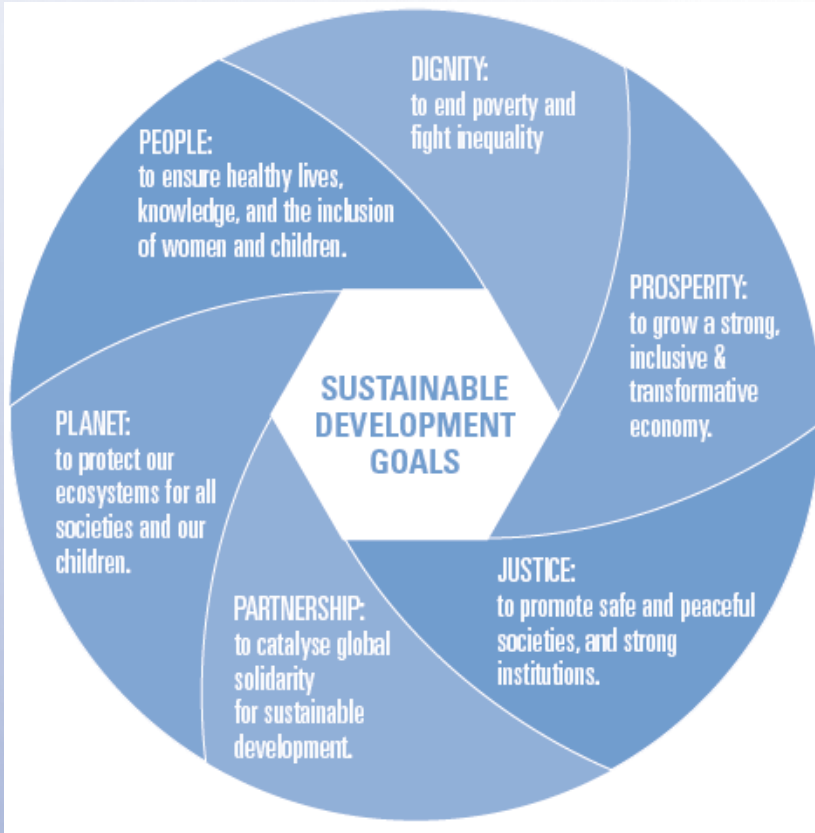 DIGNITY:
to end poverty and
fight inequality
PROSPERITY:
to grow a strong,
inclusive &
transformative
economy.
JUSTICE:
to promote safe and peaceful
societies, and strong
institutions.
PARTNERSHIP:
to catalyse global
solidarity
for sustainable
development.
PLANET:
to protect our
ecosystems for all
societies and our
children.
PEOPLE:
to ensure healthy lives,
knowledge, and the inclusion
of women and children.
SUSTAINABLE
DEVELOPMENT
GOALS